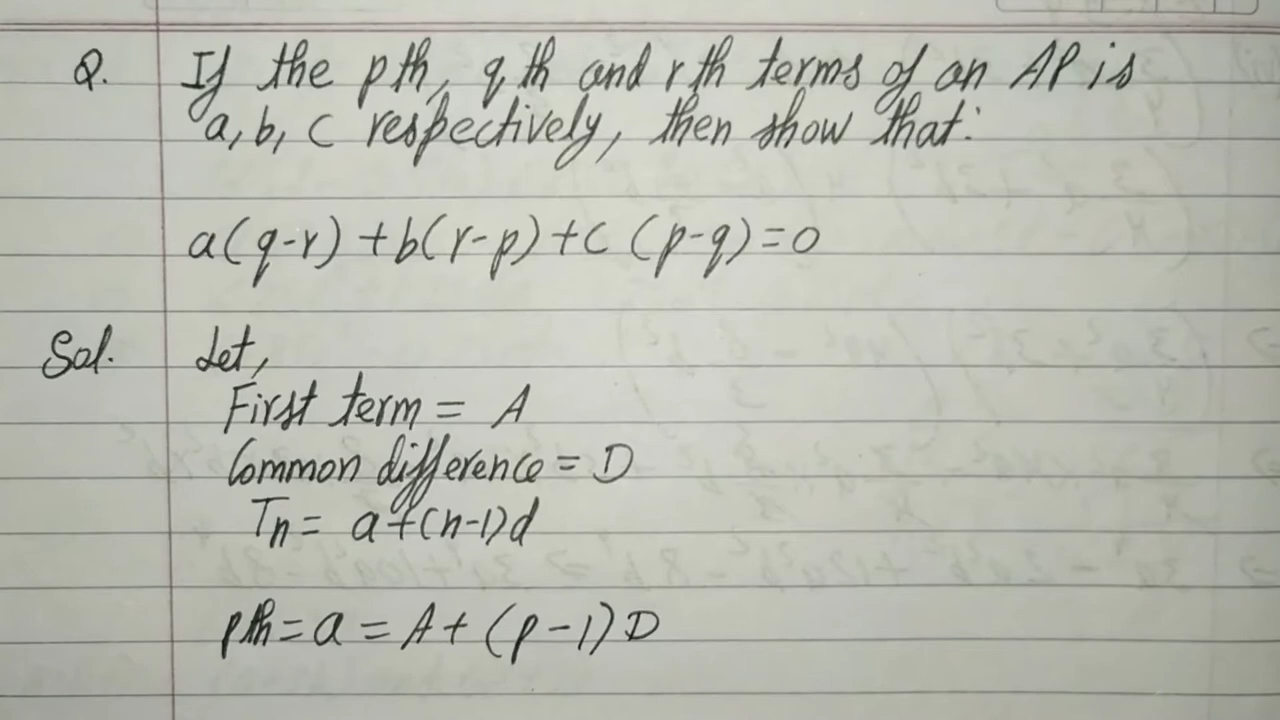 Q. If the pth, qth and rth terms of an AP is
a, b, c respectively, then show that:
a(q-r) +b(r-p)+c (p-q)=0
Sol. Let,
First term = A
Common difference = D
Tn = a+(n-1)d
pth = a = A + (p-1)D